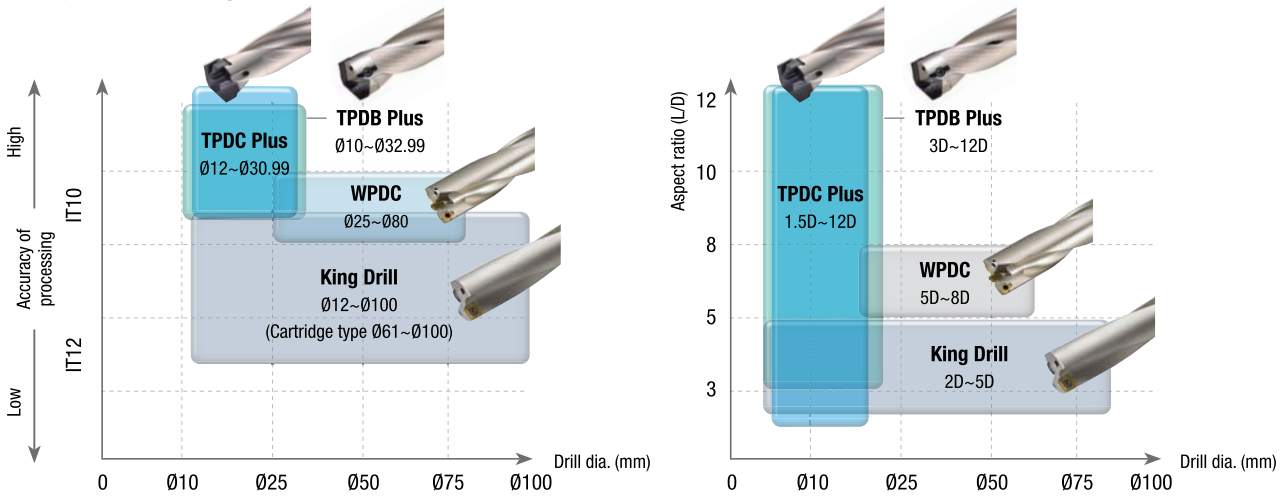 High
Accuracy of
processing
Low
IT10
IT12
TPDC Plus
Ø12~Ø30.99
TPDB Plus
Ø10~Ø32.99
WPDC
Ø25~Ø80
King Drill
Ø12~Ø100
(Cartridge type Ø61~Ø100)
0
Ø10
Ø25
Ø50
Ø75
Ø100
Drill dia. (mm)
Aspect ratio (L/D)
12
10
8
5
3
TPDB Plus
3D~12D
TPDC Plus
1.5D~12D
WPDC
5D~8D
King Drill
2D~5D
0
Ø10
Ø25
Ø50
Ø75
Ø100
Drill dia. (mm)